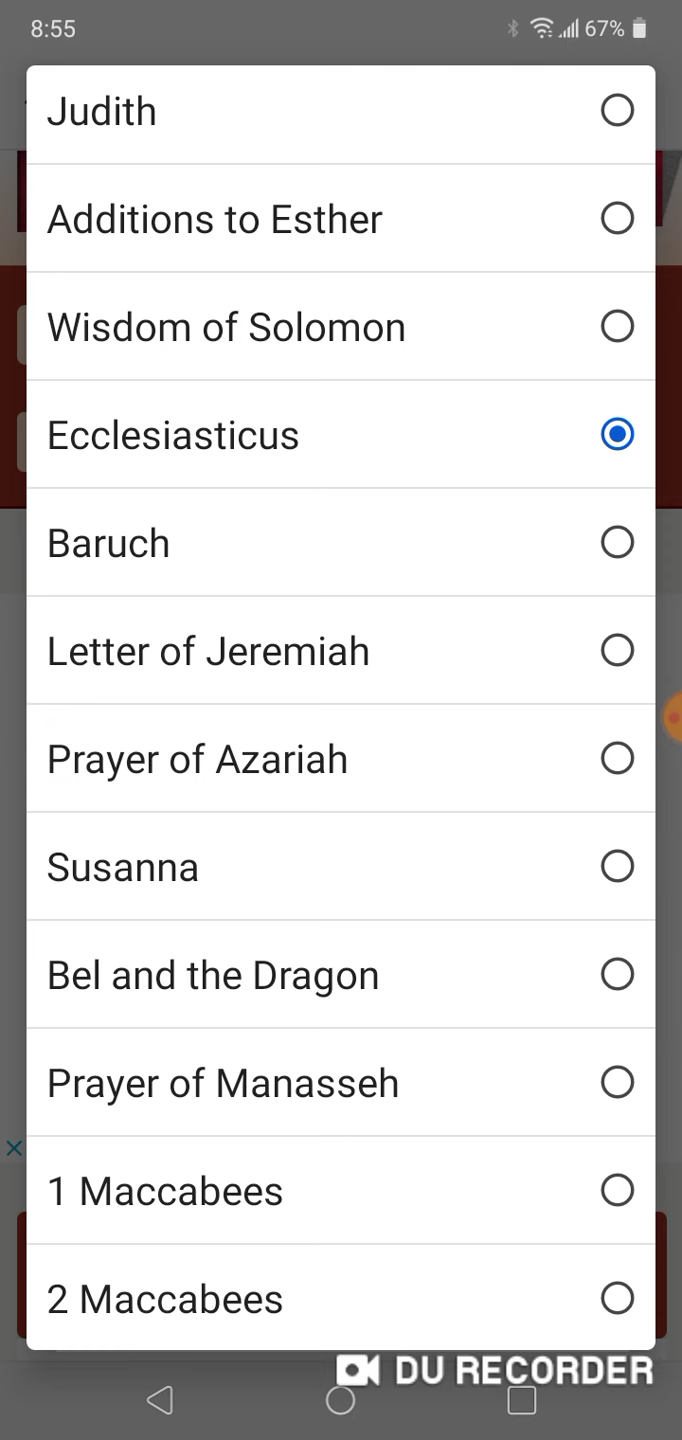 8:55
67%
Judith
Additions to Esther
Wisdom of Solomon
Ecclesiasticus
Baruch
Letter of Jeremiah
Prayer of Azariah
Susanna
Bel and the Dragon
Prayer of Manasseh
1 Maccabees
2 Maccabees
DU RECORDER